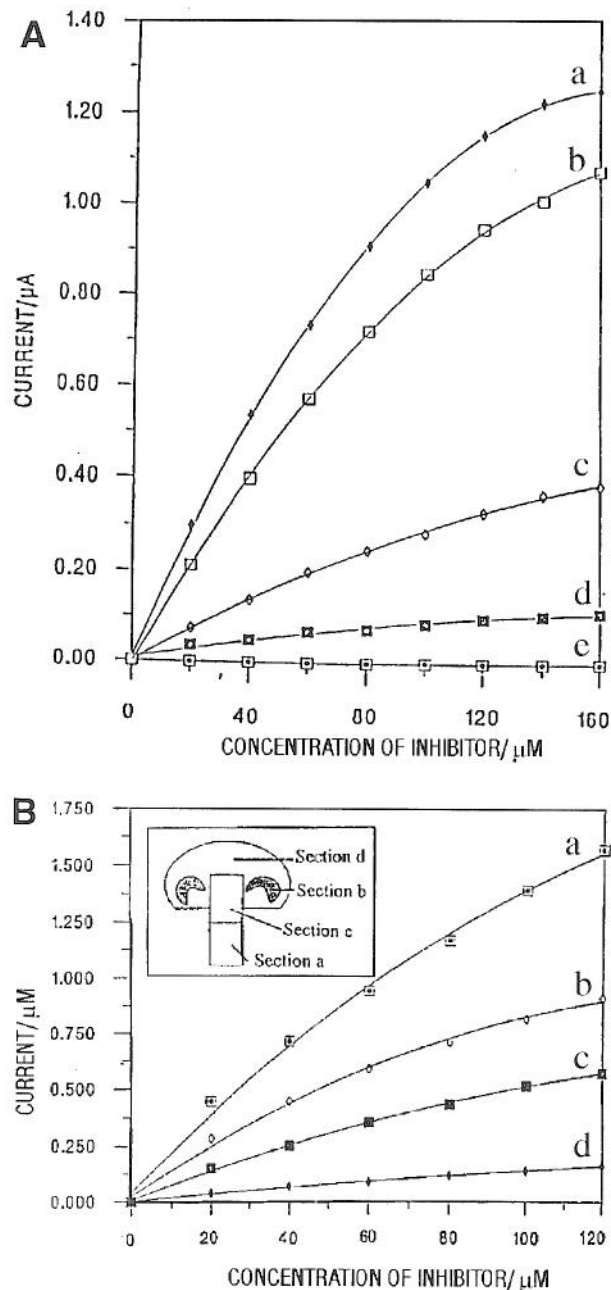 A
1.40
1.20
1.00
0.80
0.60
0.40
0.20
0.00
CURRENT/µA
a
b
c
d
e
0
40
80
120
160
CONCENTRATION OF INHIBITOR/ µM
B
1.750
1.500
1.250
1.000
0.750
0.500
0.250
0.000
CURRENT/µM
Section d
Section b
Section c
Section a
a
b
c
d
0
20
40
60
80
100
120
CONCENTRATION OF INHIBITOR/ µM